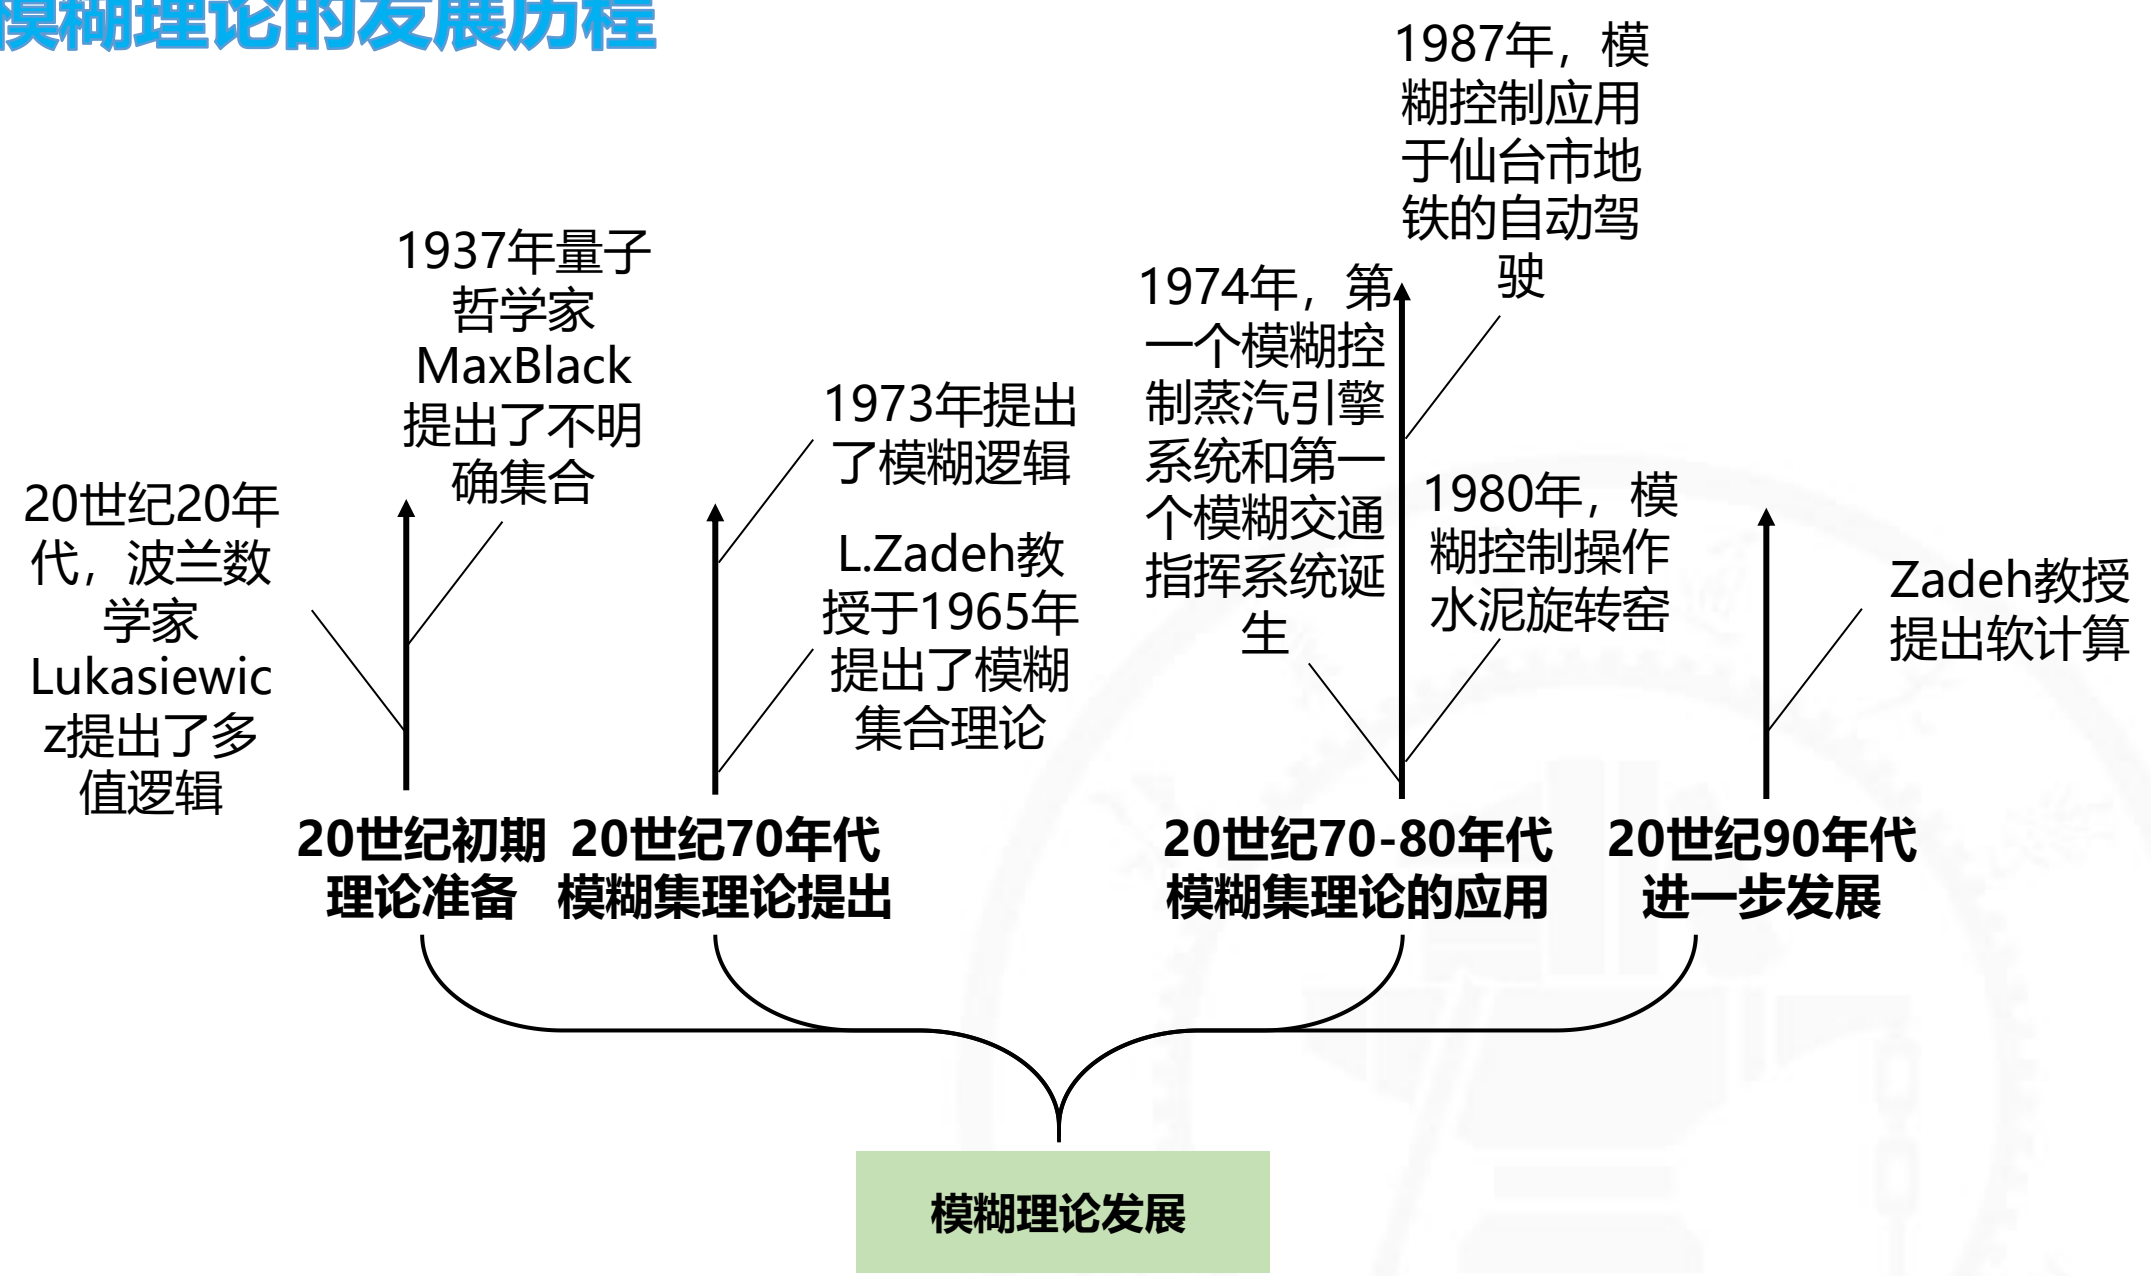 模糊理论的发展历程
20世纪20年
代，波兰数
学家
Lukasiewic
z提出了多
值逻辑
1937年量子
哲学家
MaxBlack
提出了不明
确集合
20世纪初期
理论准备
1973年提出
了模糊逻辑
L.Zadeh教
授于1965年
提出了模糊
集合理论
20世纪70年代
模糊集理论提出
1974年，第
一个模糊控
制蒸汽引擎
系统和第一
个模糊交通
指挥系统诞
生
1987年，模
糊控制应用
于仙台市地
铁的自动驾
驶
1980年，模
糊控制操作
水泥旋转窑
20世纪70-80年代
模糊集理论的应用
Zadeh教授
提出软计算
20世纪90年代
进一步发展
模糊理论发展